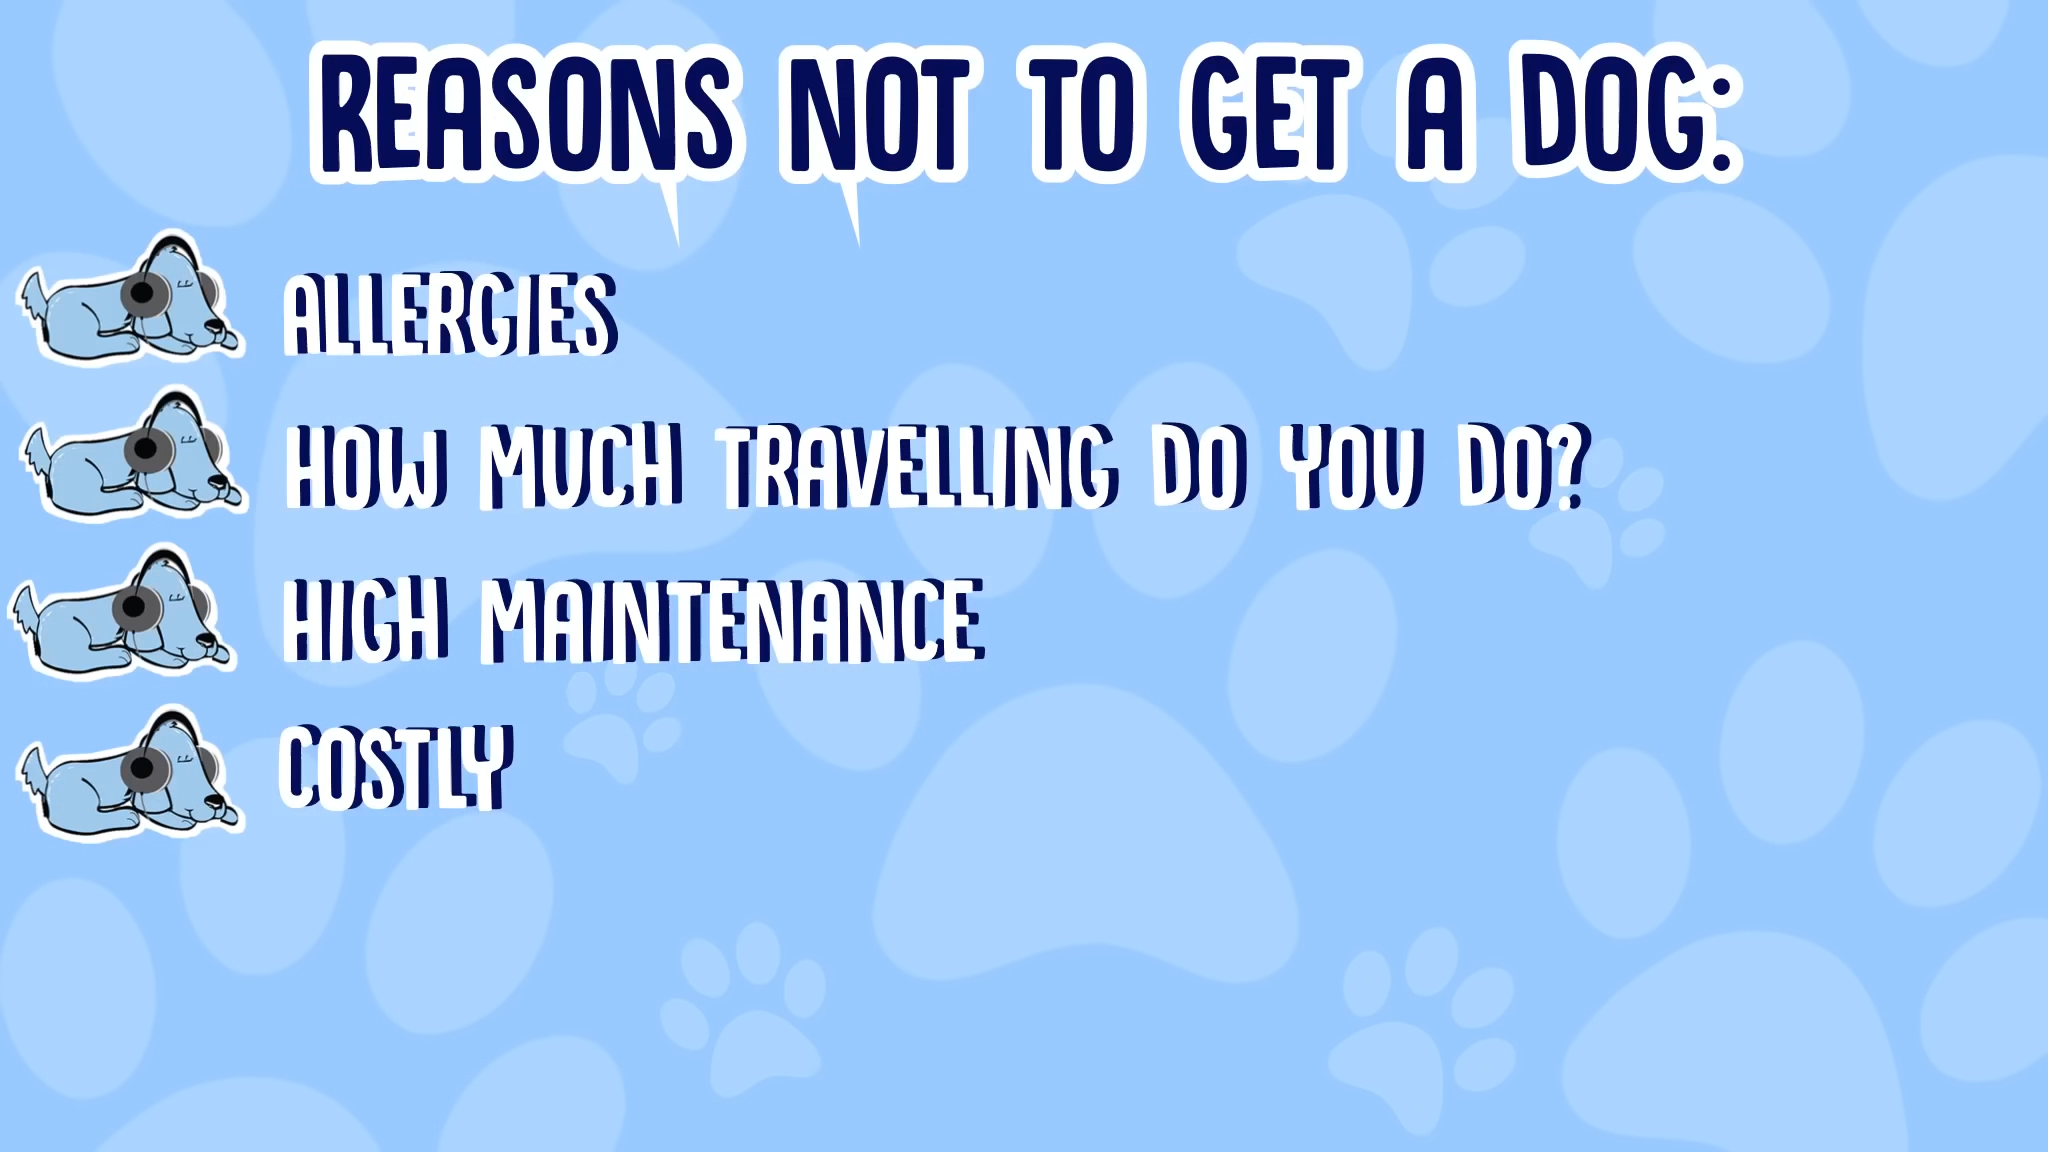 REASONS NOT TO GET A DOG:
ALLERGIES
HOW MUCH TRAVELLING DO YOU DO?
HIGH MAINTENANCE
COSTLY